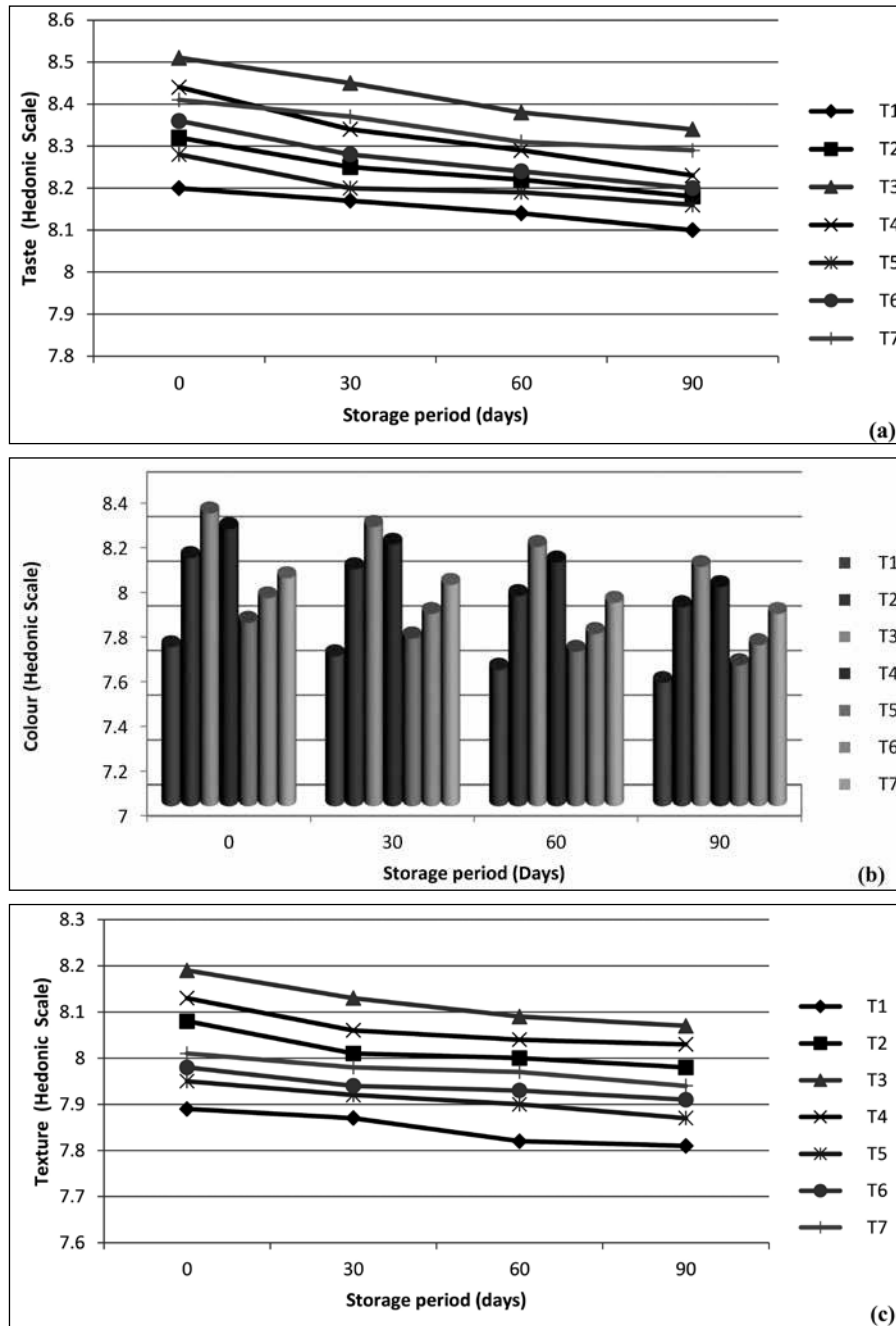 8.6
8.5
8.4
8.3
8.2
8.1
8
7.9
7.8
Taste (Hedonic Scale)
0 30 60 90
Storage period (days)
T1
T2
T3
T4
T5
T6
T7
(a)
8.4
8.2
8
7.8
7.6
7.4
7.2
7
Colour (Hedonic Scale)
0 30 60 90
Storage period (Days)
T1
T2
T3
T4
T5
T6
T7
(b)
8.3
8.2
8.1
8
7.9
7.8
7.7
7.6
Texture (Hedonic Scale)
0 30 60 90
Storage period (days)
T1
T2
T3
T4
T5
T6
T7
(c)